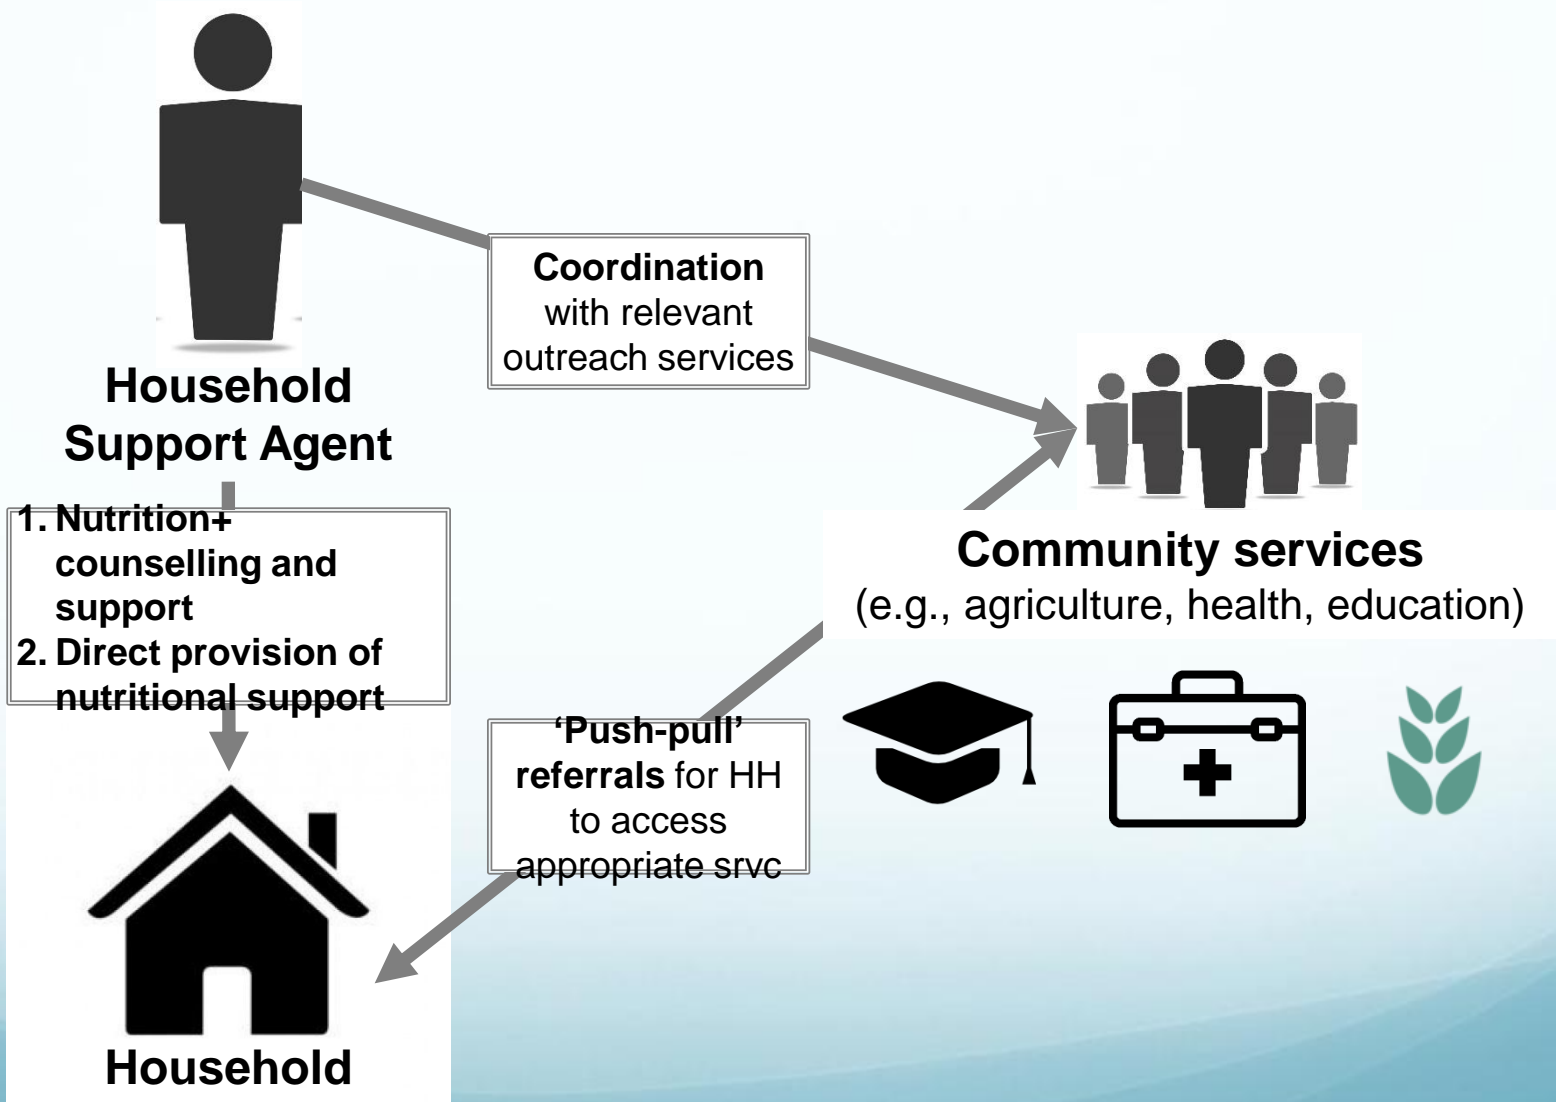 Household
Support Agent
1. Nutrition+
counselling and
support
2. Direct provision of
nutritional support
Household
Coordination
with relevant
outreach services
‘Push-pull’
referrals for HH
to access
appropriate srvc
Community services
(e.g., agriculture, health, education)